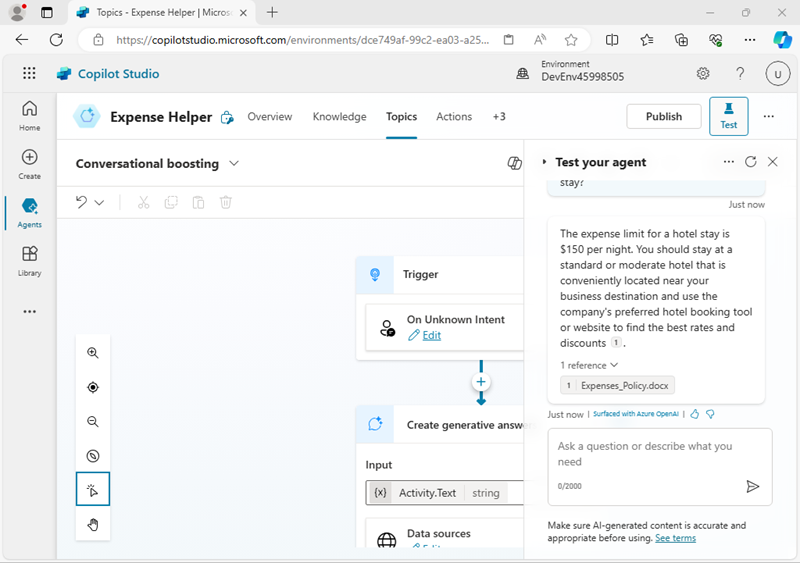 Topics - Expense Helper | Micros
https://copilotstudio.microsoft.com/environments/dce749af-99c2-ea03-a25...
Copilot Studio
Environment
DevEnv45998505
U
Home
Create
Agents
Library
Expense Helper
Overview
Knowledge
Topics
Actions
+3
Publish
Test
Conversational boosting
Trigger
On Unknown Intent
Edit
Create generative answe
Input
{x} Activity.Text string
Data sources
Edit
Test your agent
stay?
Just now
The expense limit for a hotel stay is
$150 per night. You should stay at a
standard or moderate hotel that is
conveniently located near your
business destination and use the
company's preferred hotel booking tool
or website to find the best rates and
discounts 1 .
1 reference
1 Expenses_Policy.docx
Just now | Surfaced with Azure OpenAI |
Ask a question or describe what you
need
0/2000
Make sure AI-generated content is accurate and
appropriate before using. See terms